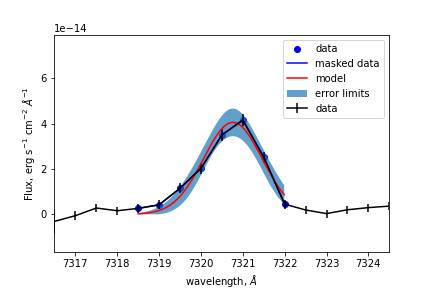 1e−14
data
masked data
model
error limits
data
6
4
2
0
Flux, erg s⁻¹ cm⁻² Å⁻¹
7317 7318 7319 7320 7321 7322 7323 7324
wavelength, Å